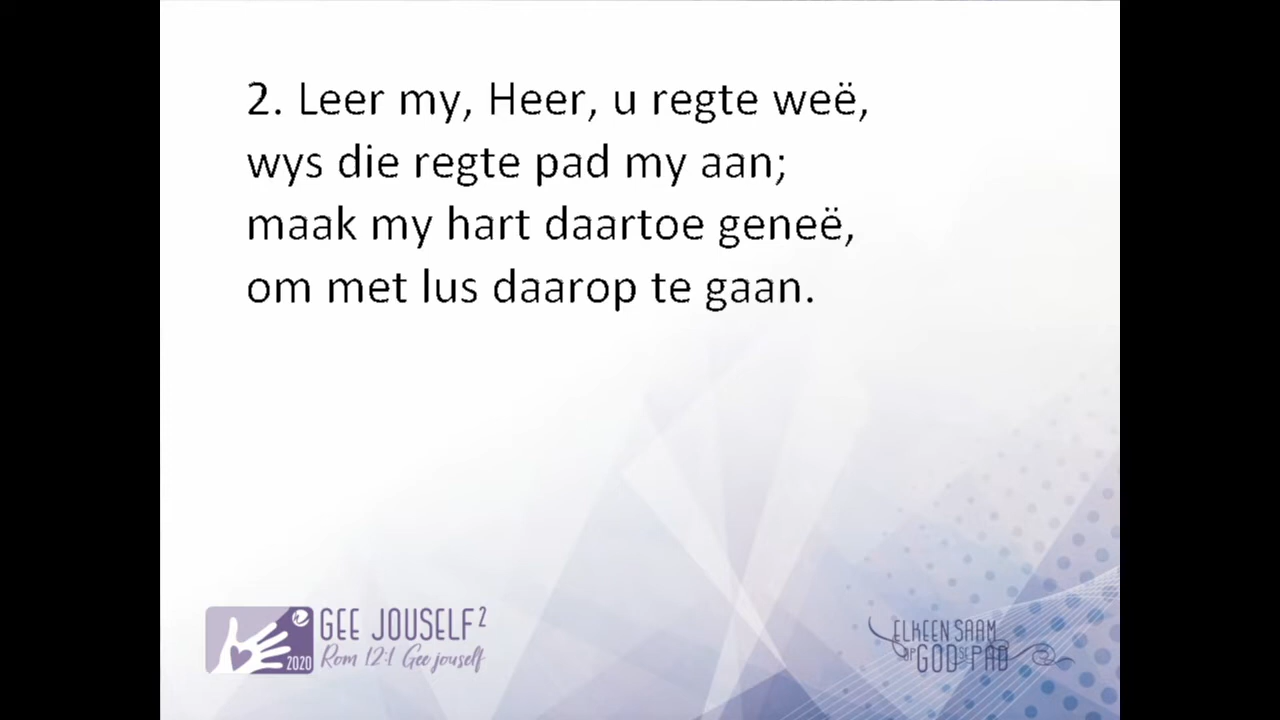 2. Leer my, Heer, u regte weë,
wys die regte pad my aan;
maak my hart daartoe geneë,
om met lus daarop te gaan.
GEE JOUSELF²
2020
Rom 12:1 Gee jouself
ELKEEN SAAM
OP GOD SE PAD